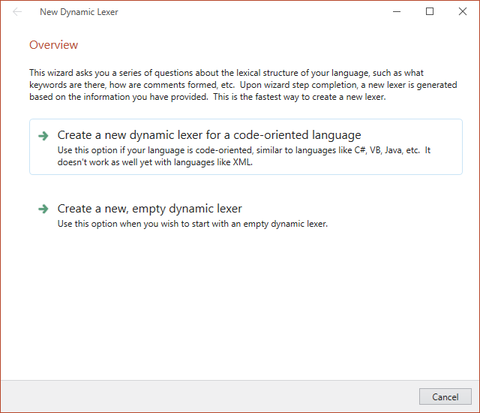 New Dynamic Lexer
Overview
This wizard asks you a series of questions about the lexical structure of your language, such as what
keywords are there, how are comments formed, etc.  Upon wizard step completion, a new lexer is generated
based on the information you have provided.  This is the fastest way to create a new lexer.
Create a new dynamic lexer for a code-oriented language
Use this option if your language is code-oriented, similar to languages like C#, VB, Java, etc.  It
doesn't work as well yet with languages like XML.
Create a new, empty dynamic lexer
Use this option when you wish to start with an empty dynamic lexer.
Cancel